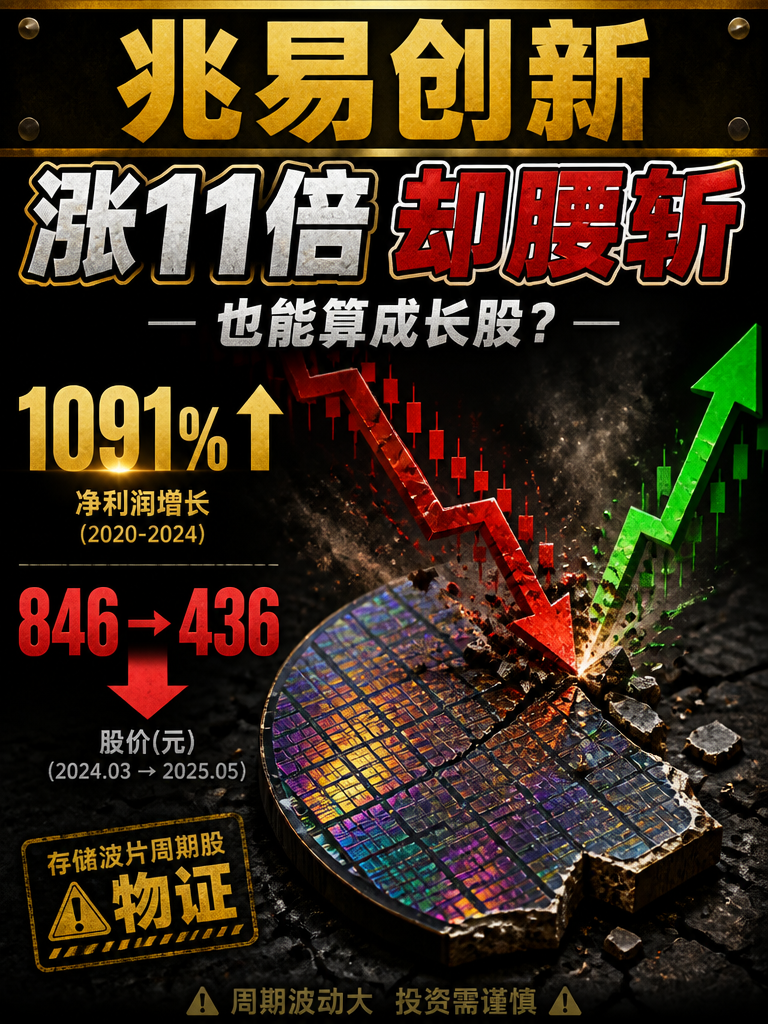 兆易创新
涨11倍 却腰斩
— 也能算成长股？ —
1091%
净利润增长
(2020-2024)
846→436
股价(元)
(2024.03 → 2025.05)
存储波片周期股
物证
周期波动大 投资需谨慎